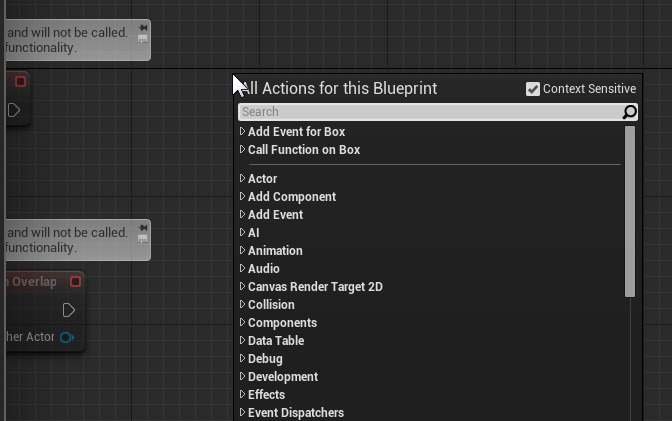 and will not be called.
functionality.
All Actions for this Blueprint
Context Sensitive
Search
Add Event for Box
Call Function on Box
Actor
Add Component
Add Event
AI
Animation
Audio
Canvas Render Target 2D
Collision
Components
Data Table
Debug
Development
Effects
Event Dispatchers
and will not be called.
functionality.
Overlap
her Actor